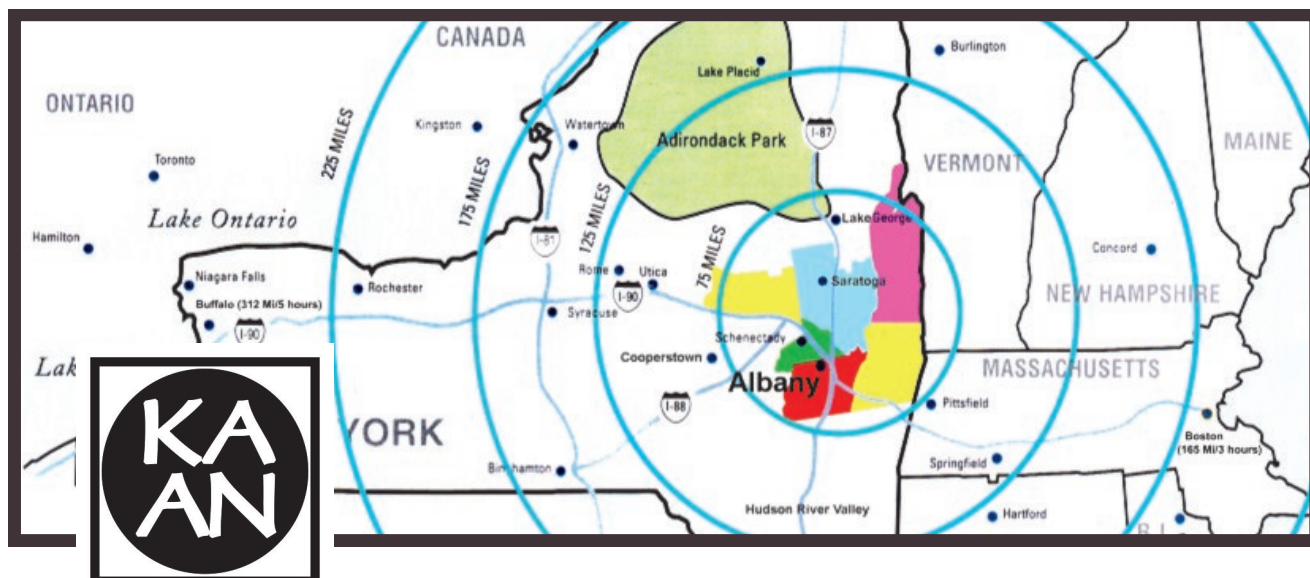 CANADA
ONTARIO
Toronto
Lake Ontario
Hamilton
Niagara Falls
Buffalo (312 Mi/5 hours)
I-90
Rochester
225 MILES
175 MILES
125 MILES
75 MILES
Kingston
Watertown
I-81
Syracuse
Rome
Utica
I-90
Lake Placid
Adirondack Park
I-87
Lake George
Saratoga
Schenectady
Albany
Cooperstown
I-88
Binghamton
YORK
Hudson River Valley
Burlington
VERMONT
MAINE
Concord
NEW HAMPSHIRE
MASSACHUSETTS
Pittsfield
Springfield
Boston
(165 Mi/3 hours)
Hartford
R.I.
Lak
KA
AN